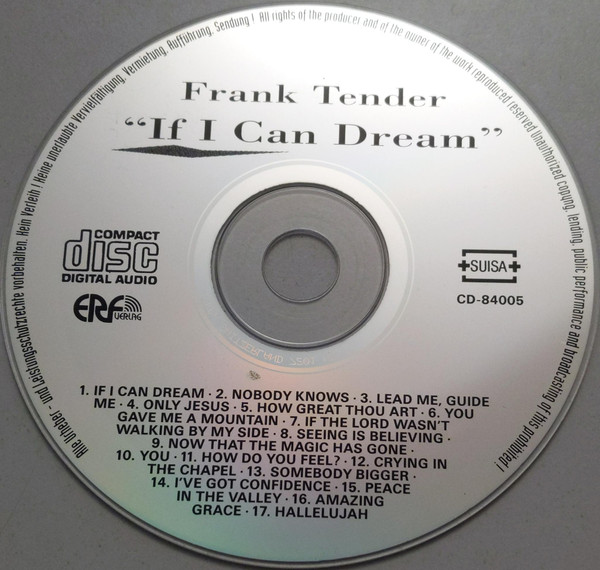 Alle Urheber- und Leistungsschutzrechte vorbehalten. Kein Verleih! Keine unerlaubte Vervielfältigung, Vermietung, Aufführung, Sendung! All rights of the producer and of the owner of the work reproduced reserved Unauthorized copying, lending, public performance and broadcasting of this prohibited!
Frank Tender
“If I Can Dream”
COMPACT
disc
DIGITAL AUDIO
ERF
VERLAG
SUISA
CD-84005
1. IF I CAN DREAM · 2. NOBODY KNOWS · 3. LEAD ME, GUIDE
ME · 4. ONLY JESUS · 5. HOW GREAT THOU ART · 6. YOU
GAVE ME A MOUNTAIN · 7. IF THE LORD WASN'T
WALKING BY MY SIDE · 8. SEEING IS BELIEVING ·
9. NOW THAT THE MAGIC HAS GONE ·
10. YOU · 11. HOW DO YOU FEEL? · 12. CRYING IN
THE CHAPEL · 13. SOMEBODY BIGGER ·
14. I'VE GOT CONFIDENCE · 15. PEACE
IN THE VALLEY · 16. AMAZING
GRACE · 17. HALLELUJAH